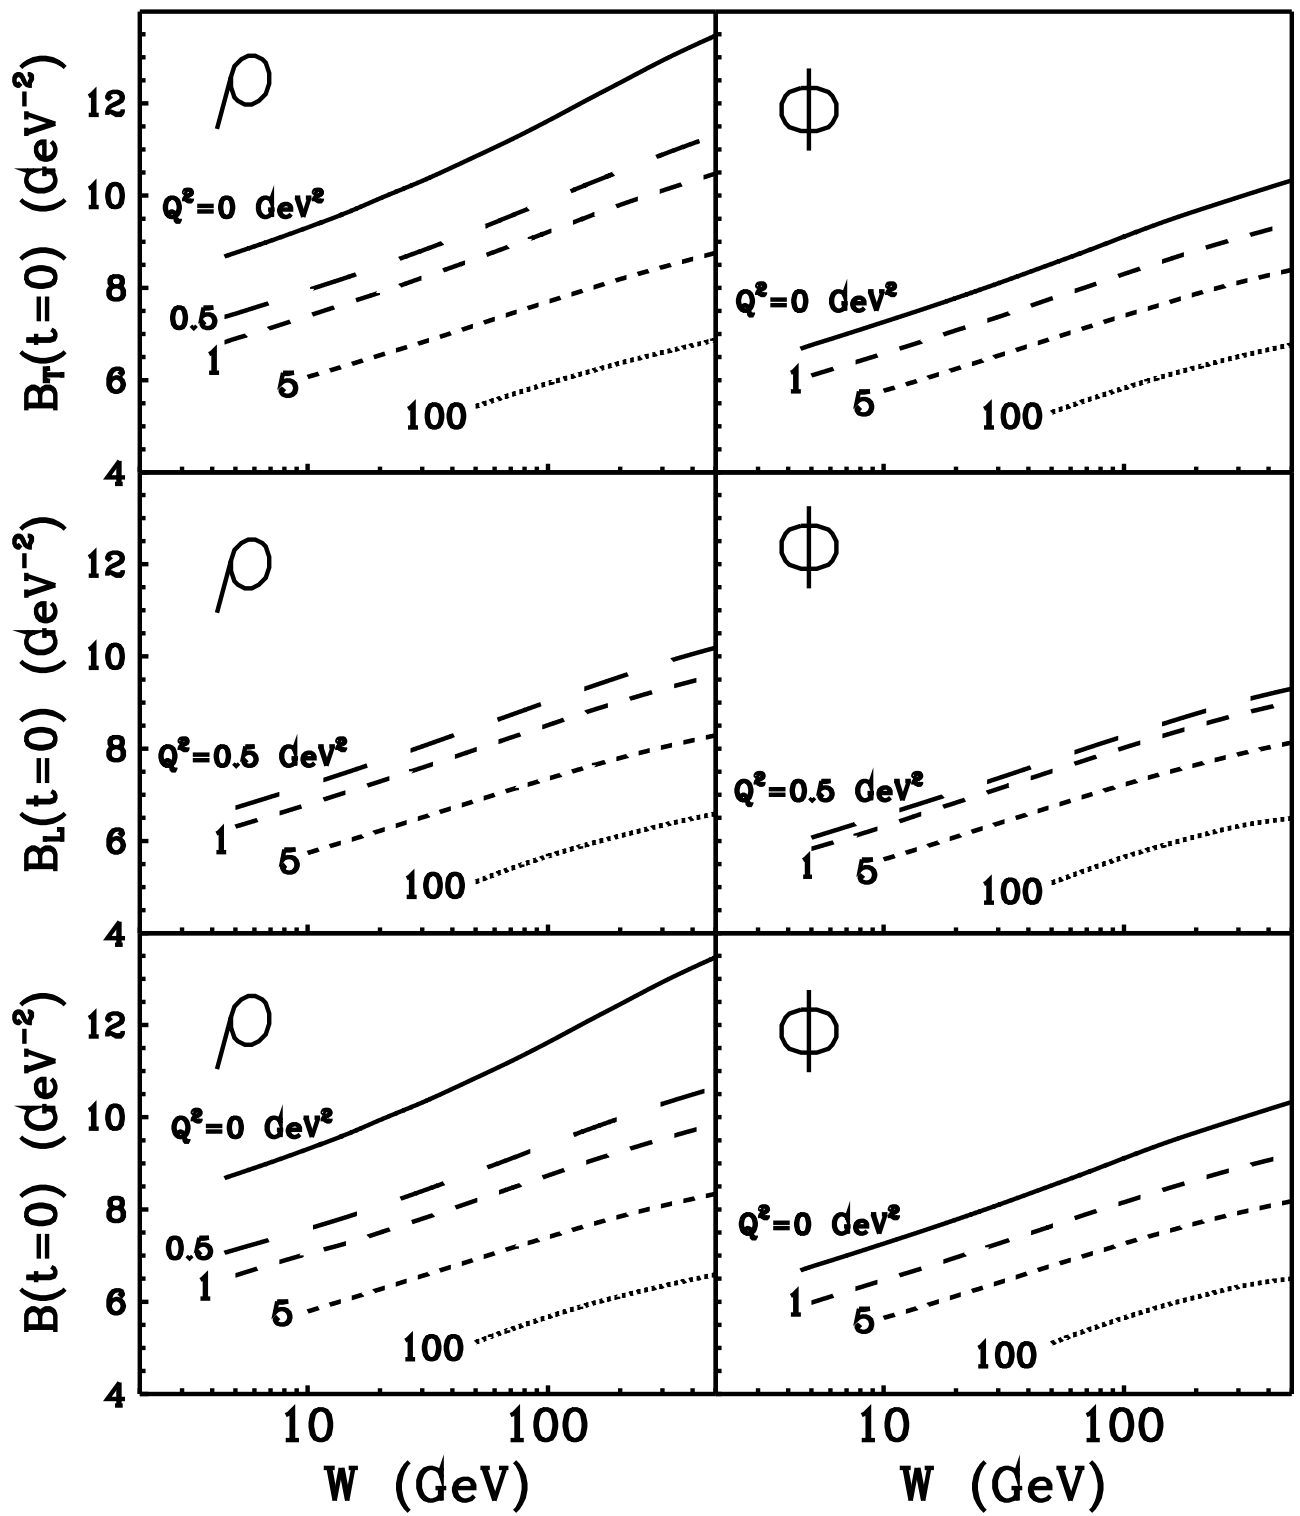 B_T(t=0) (GeV⁻²)
12
10
8
6
4
ρ
Q²=0 GeV²
0.5
1
5
100
Φ
Q²=0 GeV²
1
5
100
B_L(t=0) (GeV⁻²)
12
10
8
6
4
ρ
Q²=0.5 GeV²
1
5
100
Φ
Q²=0.5 GeV²
1
5
100
B(t=0) (GeV⁻²)
12
10
8
6
4
ρ
Q²=0 GeV²
0.5
1
5
100
Φ
Q²=0 GeV²
1
5
100
10 100 10 100
W (GeV) W (GeV)